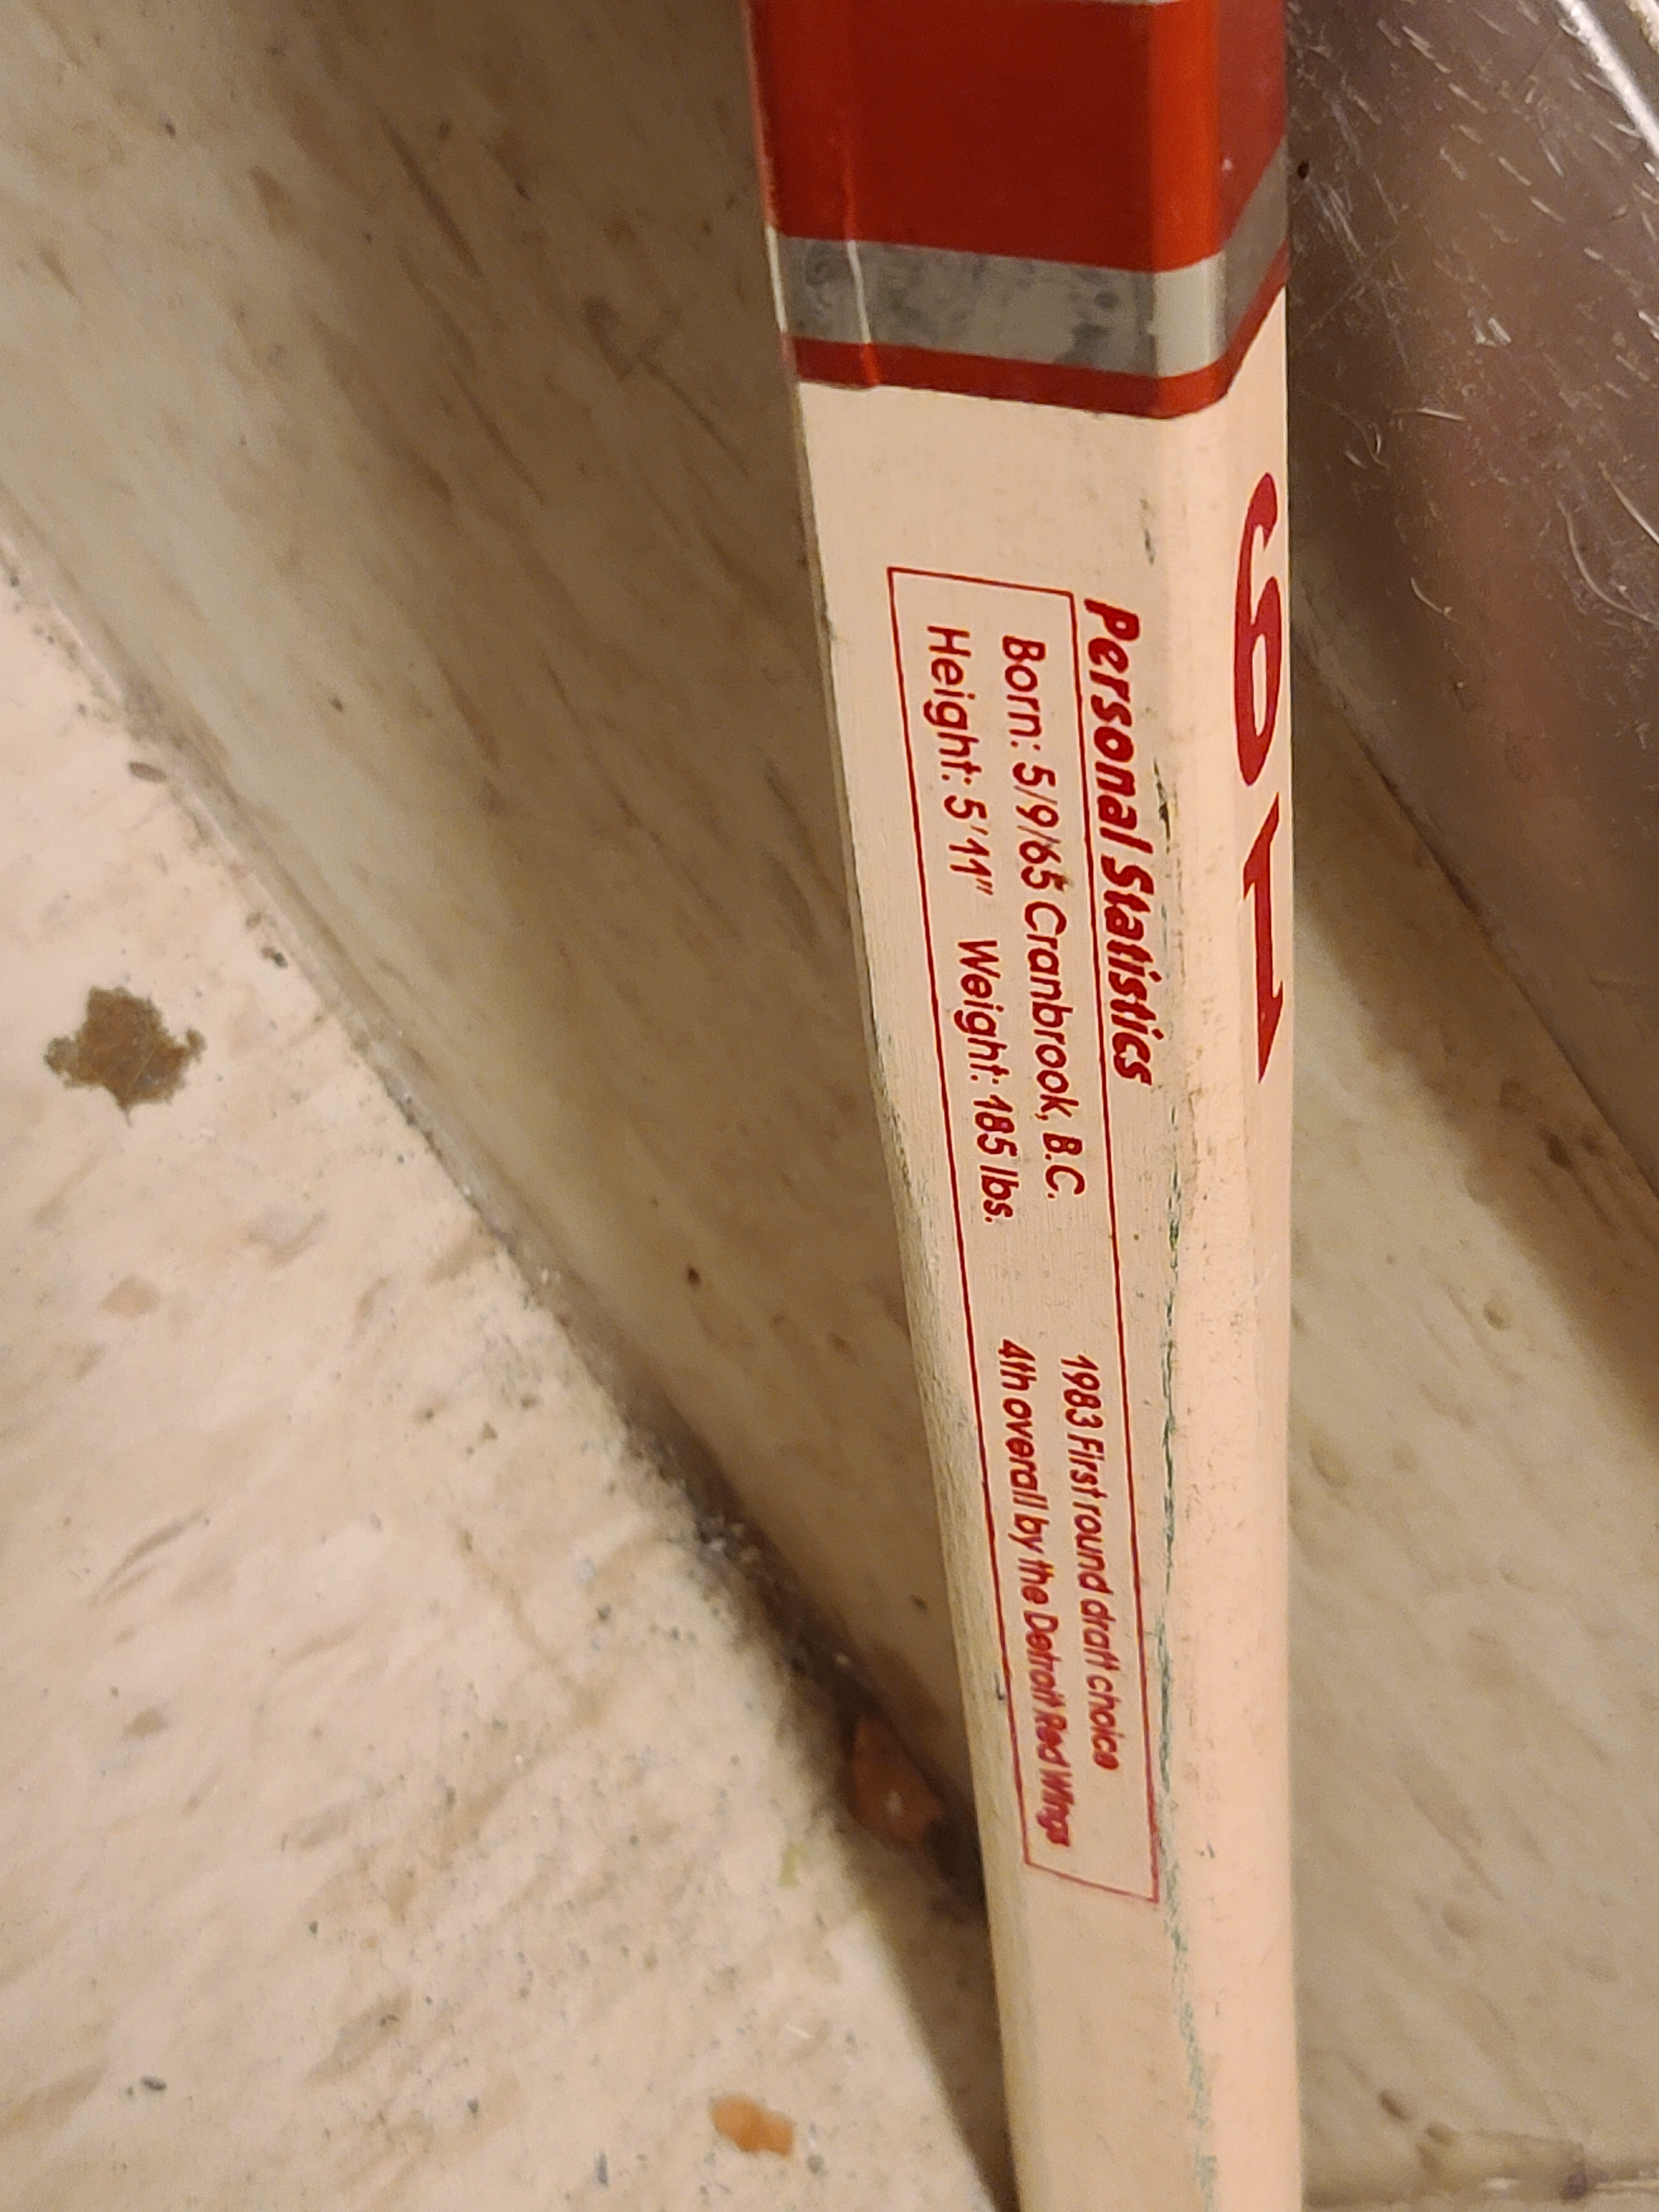 19
Personal Statistics
Born: 5/9/65 Cranbrook, B.C.
Height: 5'11" Weight: 185 lbs.
1983 First round draft choice
4th overall by the Detroit Red Wings